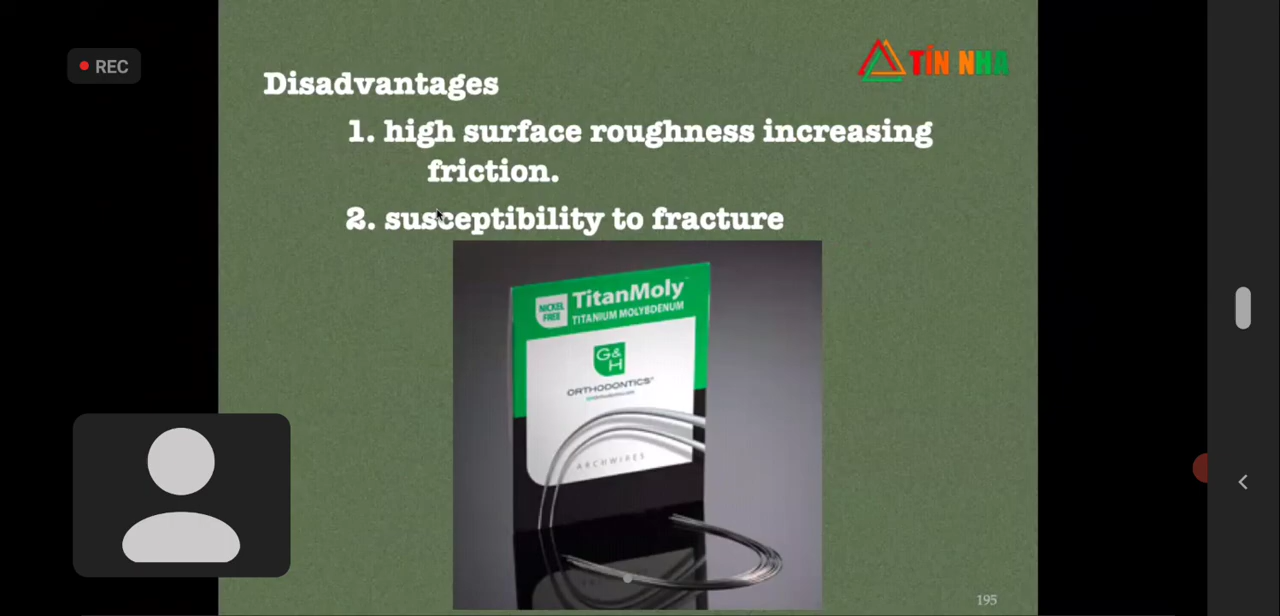 REC
TÍN NHA
Disadvantages
1. high surface roughness increasing
friction.
2. susceptibility to fracture
NICKEL
FREE
TitanMoly™
TITANIUM MOLYBDENUM
G&
H
ORTHODONTICS
ARCHWIRES
195